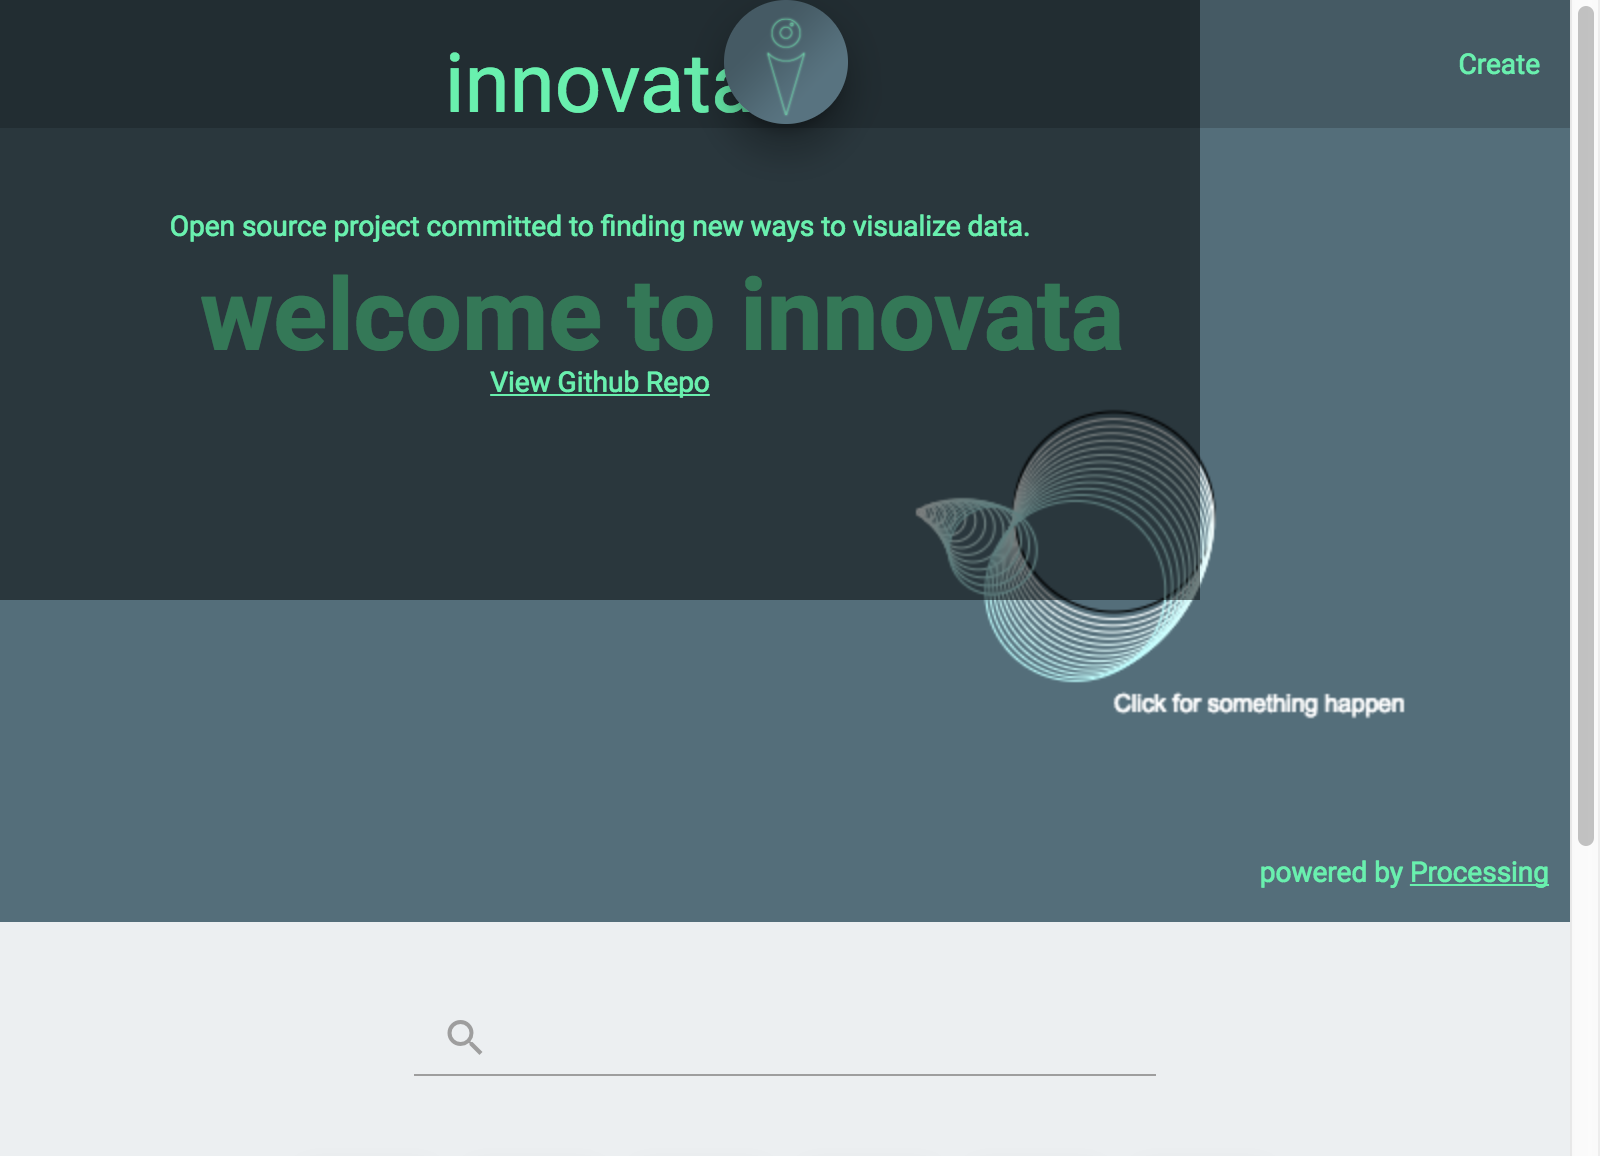 innovata
Create
Open source project committed to finding new ways to visualize data.
welcome to innovata
View Github Repo
Click for something happen
powered by Processing